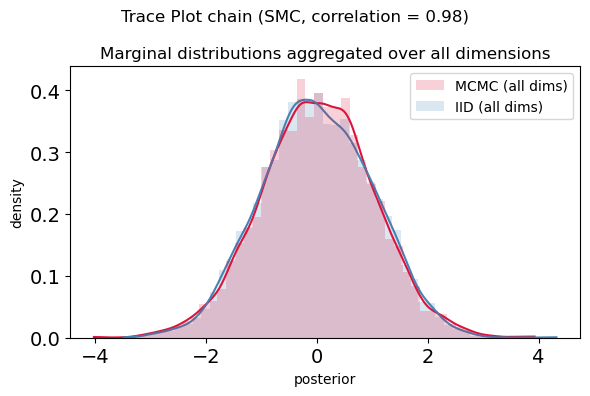 Trace Plot chain (SMC, correlation = 0.98)
Marginal distributions aggregated over all dimensions
MCMC (all dims)
IID (all dims)
density
0.4
0.3
0.2
0.1
0.0
−4
−2
0
2
4
posterior